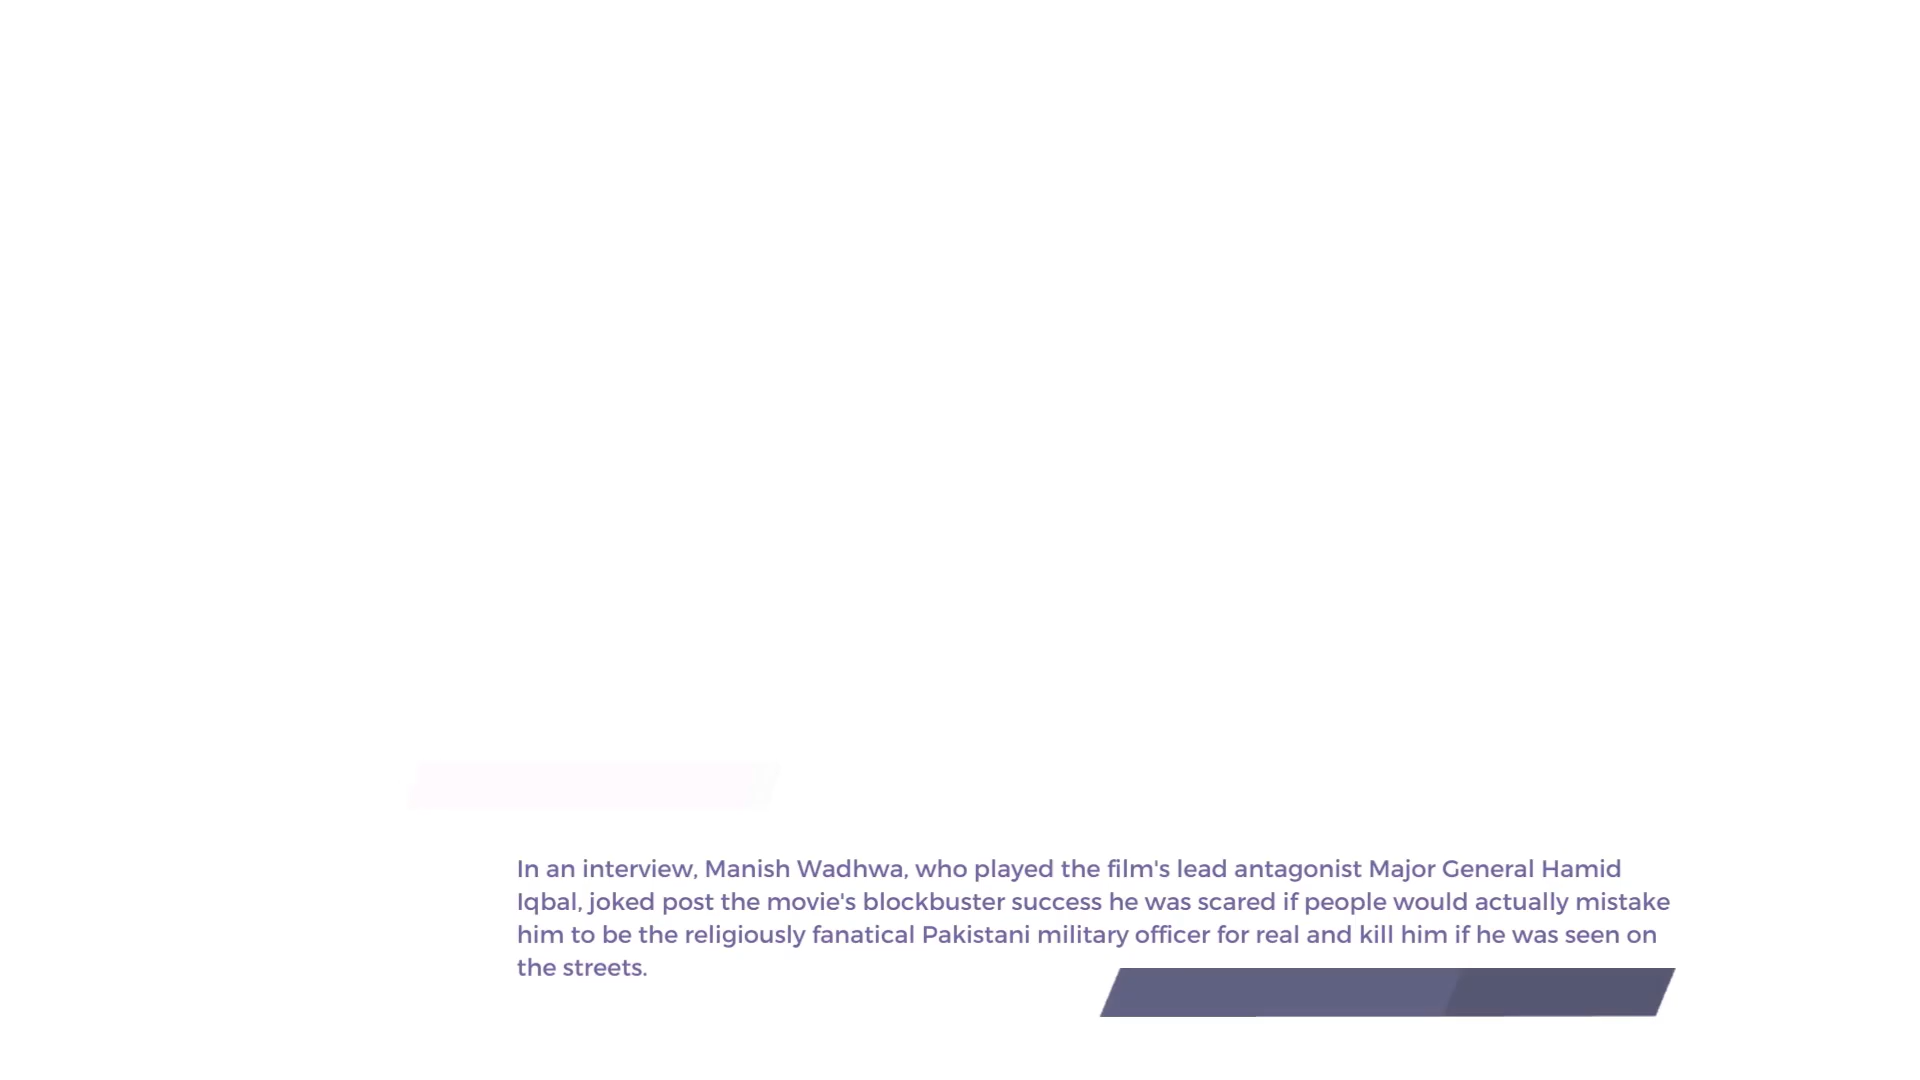 In an interview, Manish Wadhwa, who played the film's lead antagonist Major General Hamid
Iqbal, joked post the movie's blockbuster success he was scared if people would actually mistake
him to be the religiously fanatical Pakistani military officer for real and kill him if he was seen on
the streets.